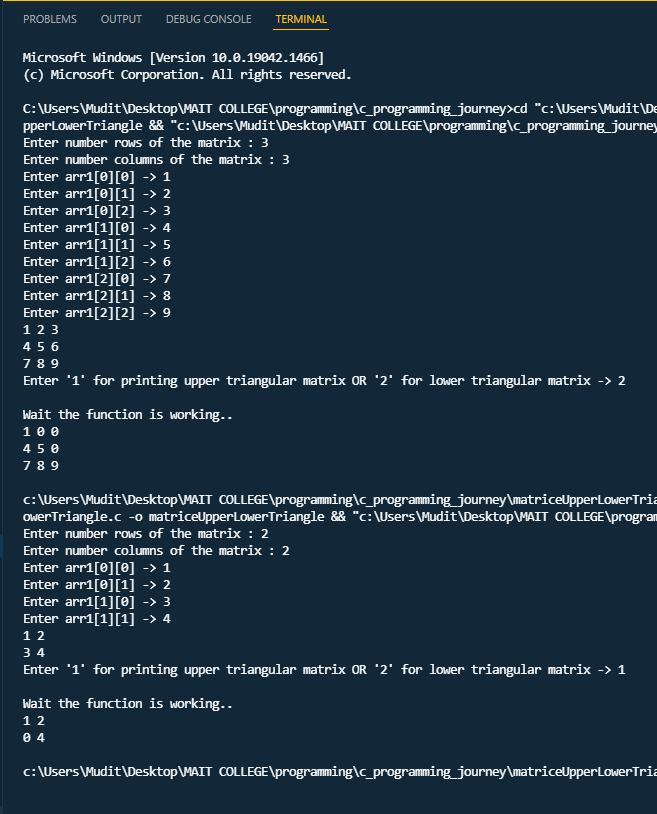 PROBLEMS OUTPUT DEBUG CONSOLE TERMINAL
Microsoft Windows [Version 10.0.19042.1466]
(c) Microsoft Corporation. All rights reserved.
C:\Users\Mudit\Desktop\MAIT COLLEGE\programming\c_programming_journey>cd "c:\Users\Mudit\De
pperLowerTriangle && "c:\Users\Mudit\Desktop\MAIT COLLEGE\programming\c_programming_journey
Enter number rows of the matrix : 3
Enter number columns of the matrix : 3
Enter arr1[0][0] -> 1
Enter arr1[0][1] -> 2
Enter arr1[0][2] -> 3
Enter arr1[1][0] -> 4
Enter arr1[1][1] -> 5
Enter arr1[1][2] -> 6
Enter arr1[2][0] -> 7
Enter arr1[2][1] -> 8
Enter arr1[2][2] -> 9
1 2 3
4 5 6
7 8 9
Enter '1' for printing upper triangular matrix OR '2' for lower triangular matrix -> 2
Wait the function is working..
1 0 0
4 5 0
7 8 9
c:\Users\Mudit\Desktop\MAIT COLLEGE\programming\c_programming_journey\matriceUpperLowerTria
owerTriangle.c -o matriceUpperLowerTriangle && "c:\Users\Mudit\Desktop\MAIT COLLEGE\program
Enter number rows of the matrix : 2
Enter number columns of the matrix : 2
Enter arr1[0][0] -> 1
Enter arr1[0][1] -> 2
Enter arr1[1][0] -> 3
Enter arr1[1][1] -> 4
1 2
3 4
Enter '1' for printing upper triangular matrix OR '2' for lower triangular matrix -> 1
Wait the function is working..
1 2
0 4
c:\Users\Mudit\Desktop\MAIT COLLEGE\programming\c_programming_journey\matriceUpperLowerTria